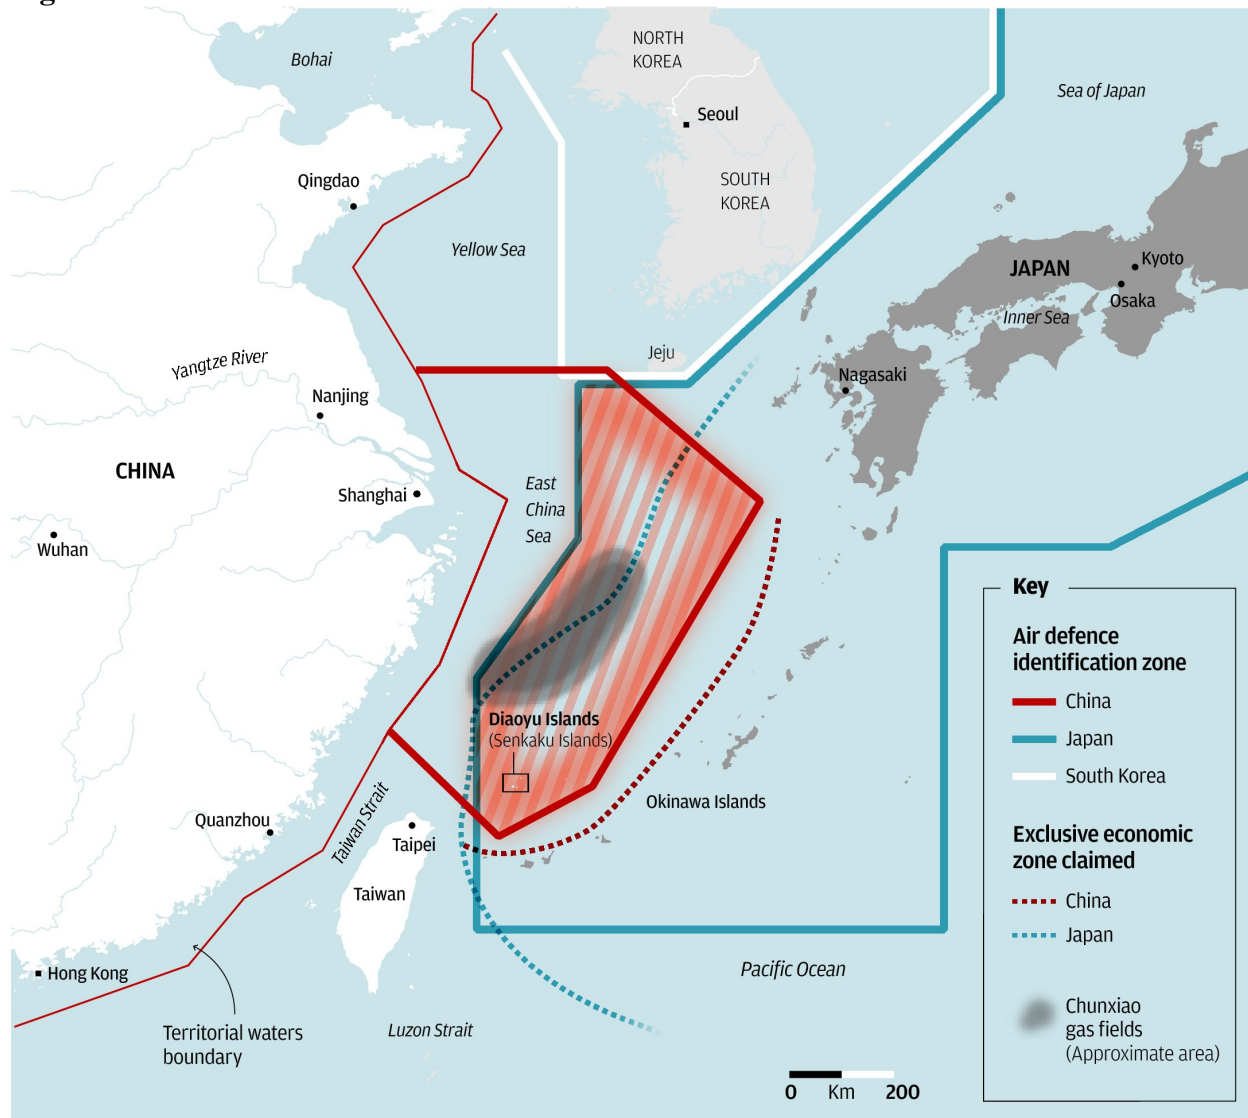 Bohai
NORTH
KOREA
Seoul
Sea of Japan
Qingdao
SOUTH
KOREA
Yellow Sea
JAPAN
Kyoto
Osaka
Inner Sea
Yangtze River
Jeju
Nagasaki
Nanjing
CHINA
Shanghai
East
China
Sea
Wuhan
Diaoyu Islands
(Senkaku Islands)
Okinawa Islands
Quanzhou
Taiwan Strait
Taipei
Taiwan
Hong Kong
Pacific Ocean
Territorial waters
boundary
Luzon Strait
0 Km 200
Key
Air defence
identification zone
China
Japan
South Korea
Exclusive economic
zone claimed
China
Japan
Chunxiao
gas fields
(Approximate area)